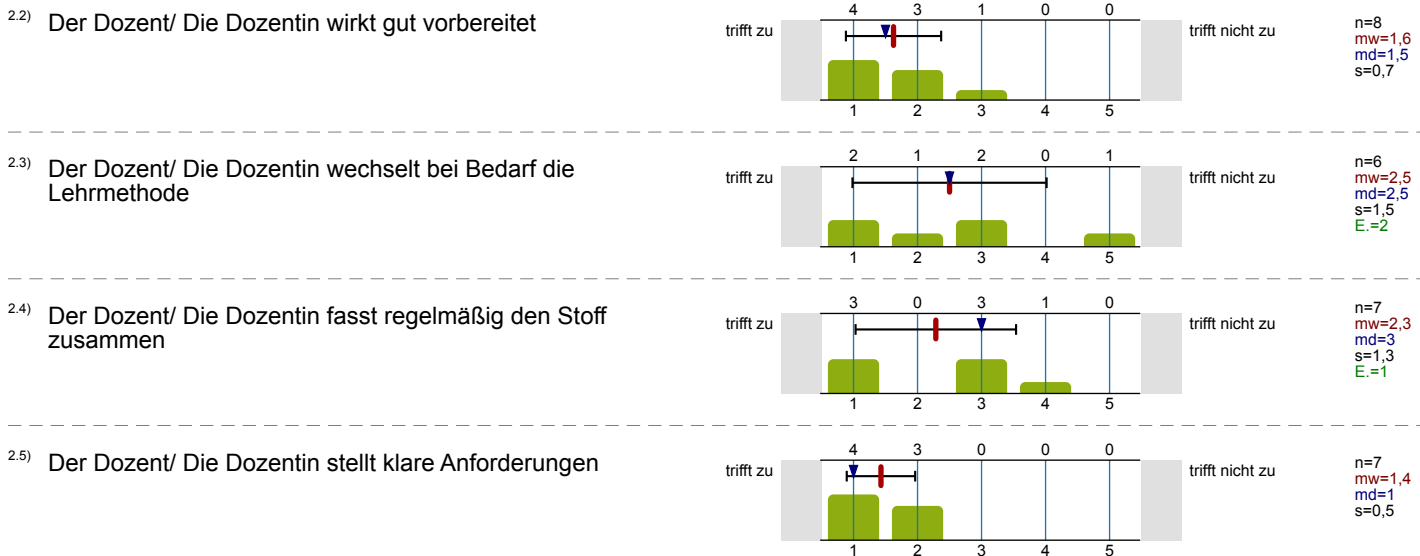 2.2) Der Dozent/ Die Dozentin wirkt gut vorbereitet
4 3 1 0 0
trifft zu trifft nicht zu
1 2 3 4 5
n=8
mw=1,6
md=1,5
s=0,7
2.3) Der Dozent/ Die Dozentin wechselt bei Bedarf die
Lehrmethode
2 1 2 0 1
trifft zu trifft nicht zu
1 2 3 4 5
n=6
mw=2,5
md=2,5
s=1,5
E.=2
2.4) Der Dozent/ Die Dozentin fasst regelmäßig den Stoff
zusammen
3 0 3 1 0
trifft zu trifft nicht zu
1 2 3 4 5
n=7
mw=2,3
md=3
s=1,3
E.=1
2.5) Der Dozent/ Die Dozentin stellt klare Anforderungen
4 3 0 0 0
trifft zu trifft nicht zu
1 2 3 4 5
n=7
mw=1,4
md=1
s=0,5